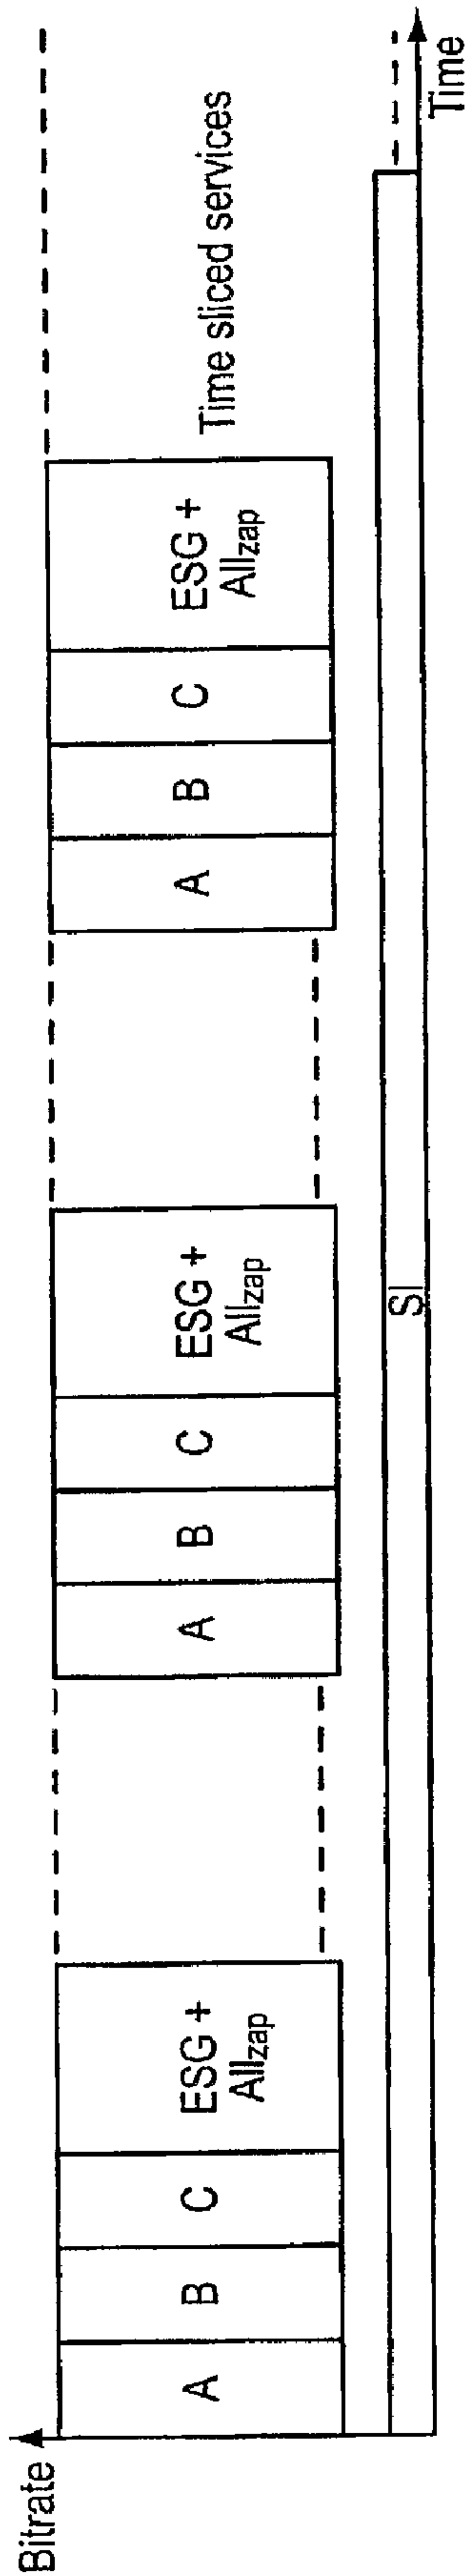 Bitrate
A
B
C
ESG +
Allzap
A
B
C
ESG +
Allzap
A
B
C
ESG +
Allzap
Time sliced services
SI
Time